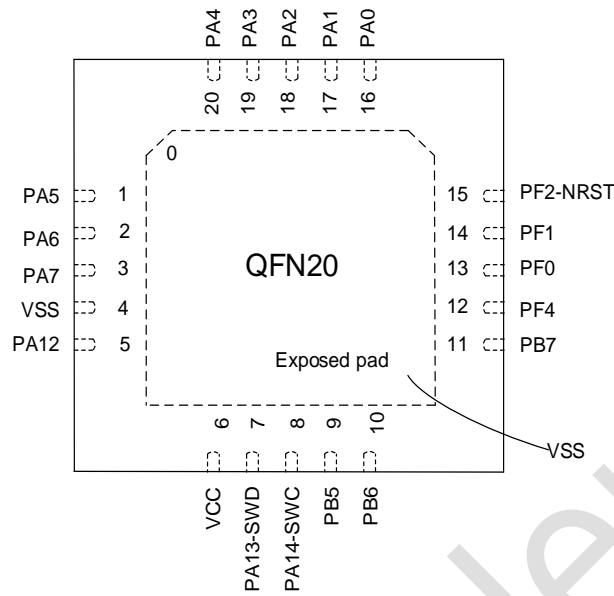 PA4 PA3 PA2 PA1 PA0
20 19 18 17 16
0
PA5 1
PA6 2
PA7 3
VSS 4
PA12 5
QFN20
Exposed pad
15 PF2-NRST
14 PF1
13 PF0
12 PF4
11 PB7
6 7 8 9 10
VSS
VCC PA13-SWD PA14-SWC PB5 PB6